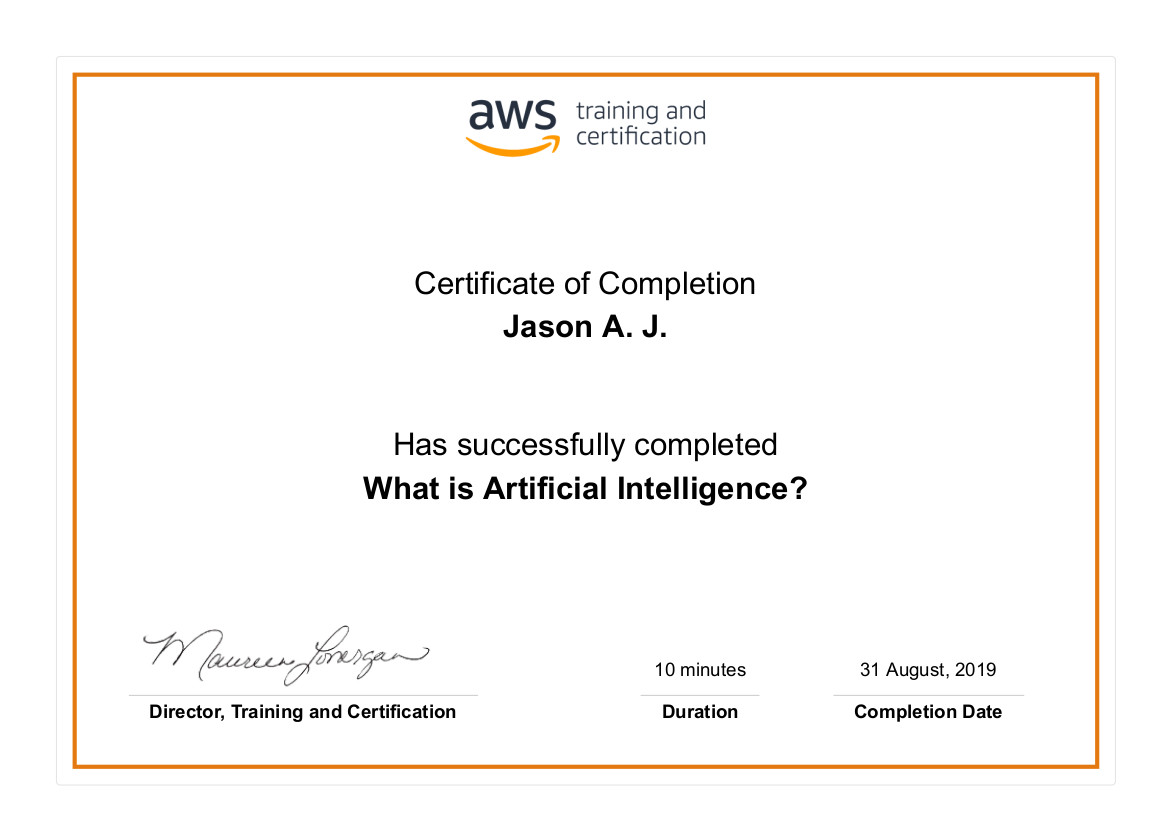 aws training and
certification
Certificate of Completion
Jason A. J.
Has successfully completed
What is Artificial Intelligence?
Maureen Lonergan
10 minutes
31 August, 2019
Director, Training and Certification
Duration
Completion Date